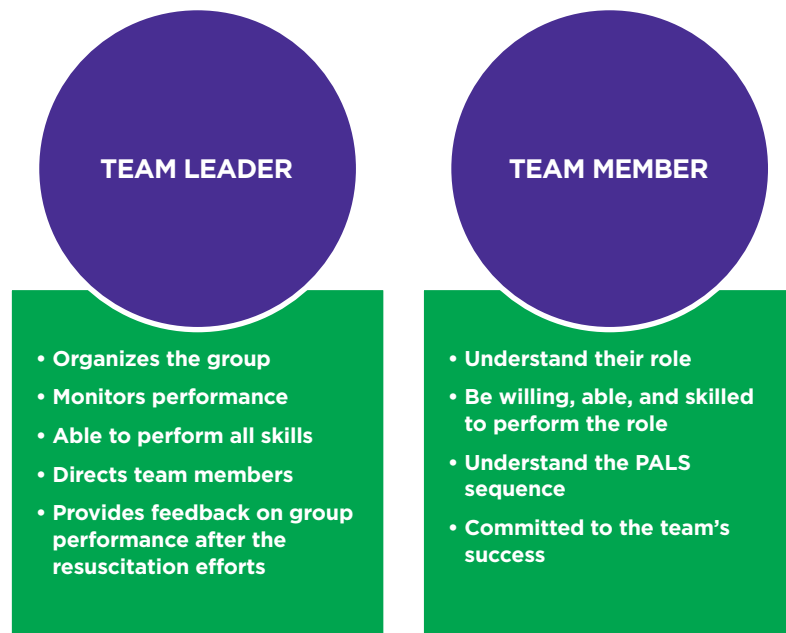 TEAM LEADER
• Organizes the group
• Monitors performance
• Able to perform all skills
• Directs team members
• Provides feedback on group
performance after the
resuscitation efforts
TEAM MEMBER
• Understand their role
• Be willing, able, and skilled
to perform the role
• Understand the PALS
sequence
• Committed to the team's
success